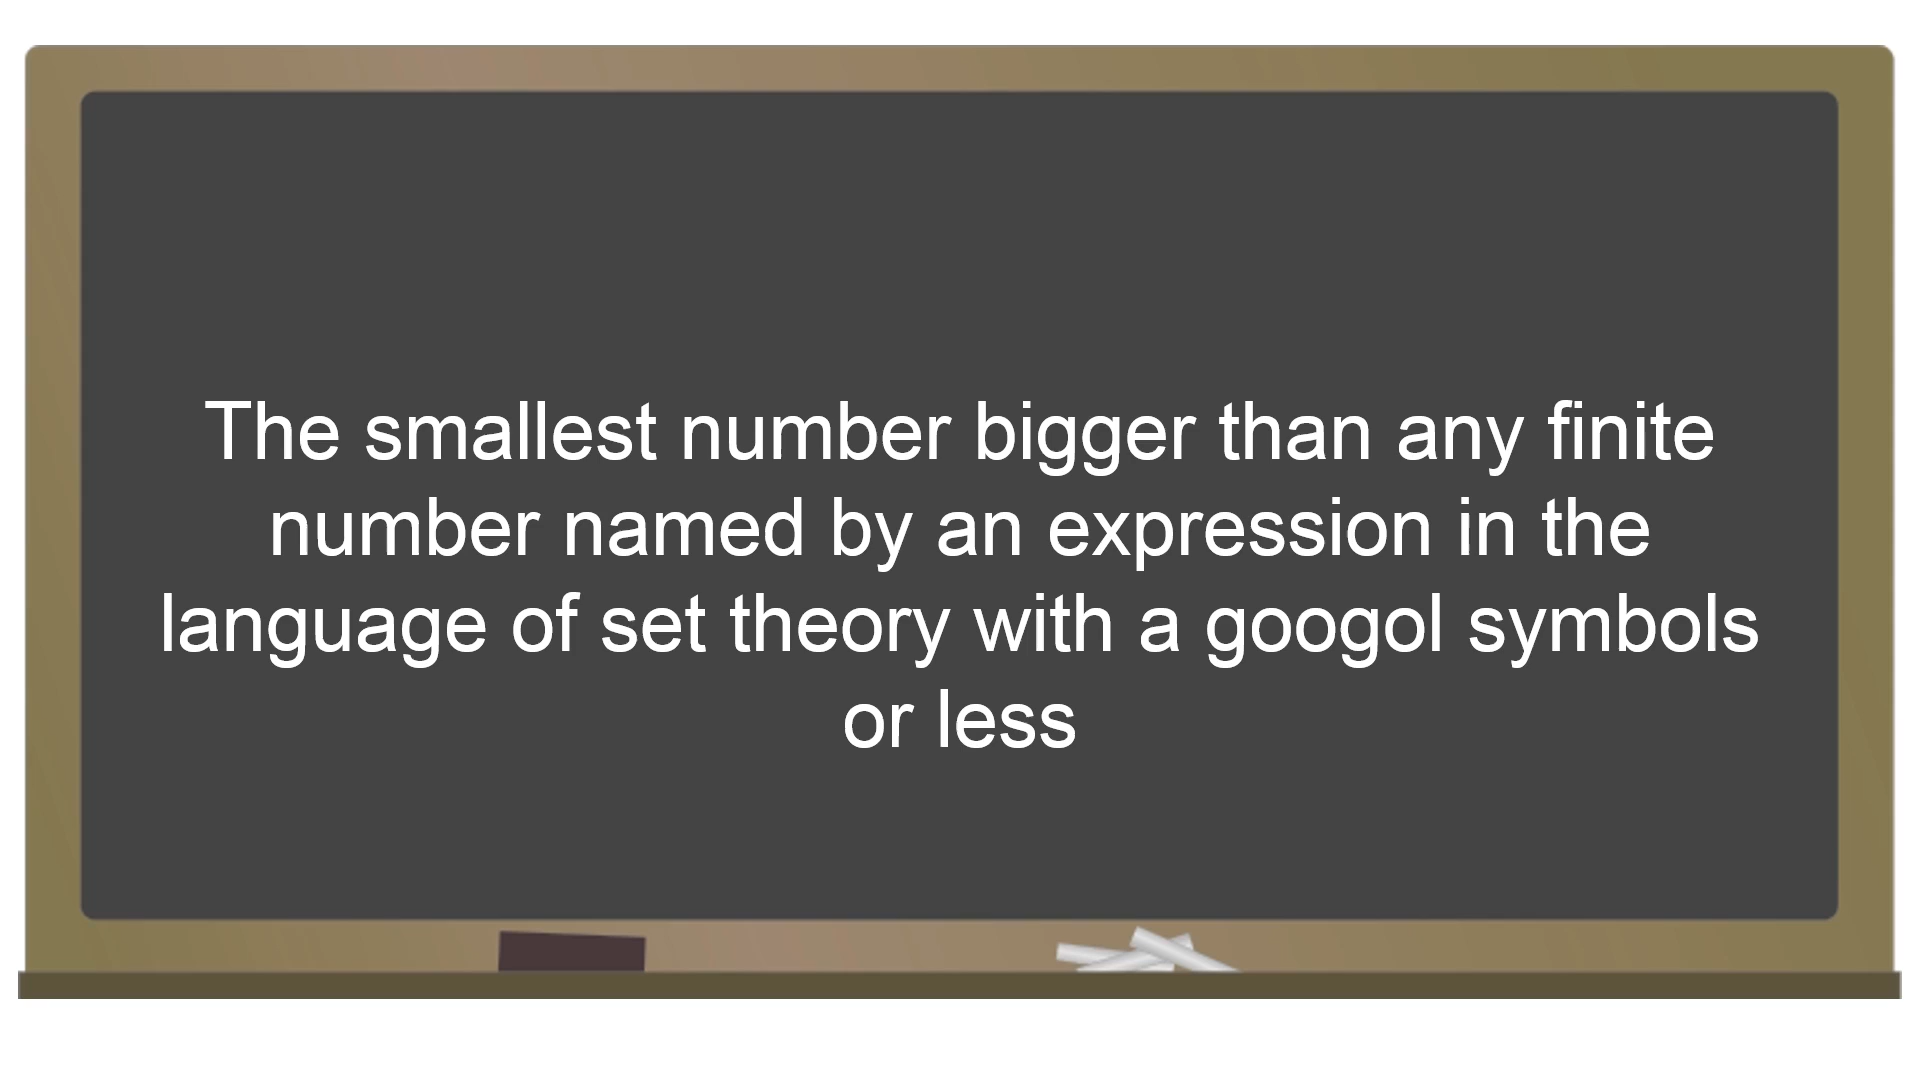 The smallest number bigger than any finite
number named by an expression in the
language of set theory with a googol symbols
or less